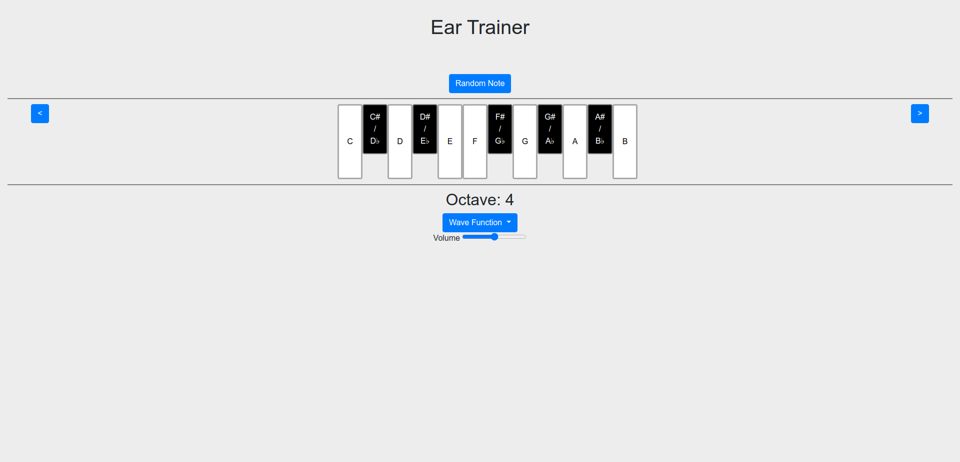 Ear Trainer
Random Note
<
>
C
C#
/
D♭
D
D#
/
E♭
E
F
F#
/
G♭
G
G#
/
A♭
A
A#
/
B♭
B
Octave: 4
Wave Function
Volume